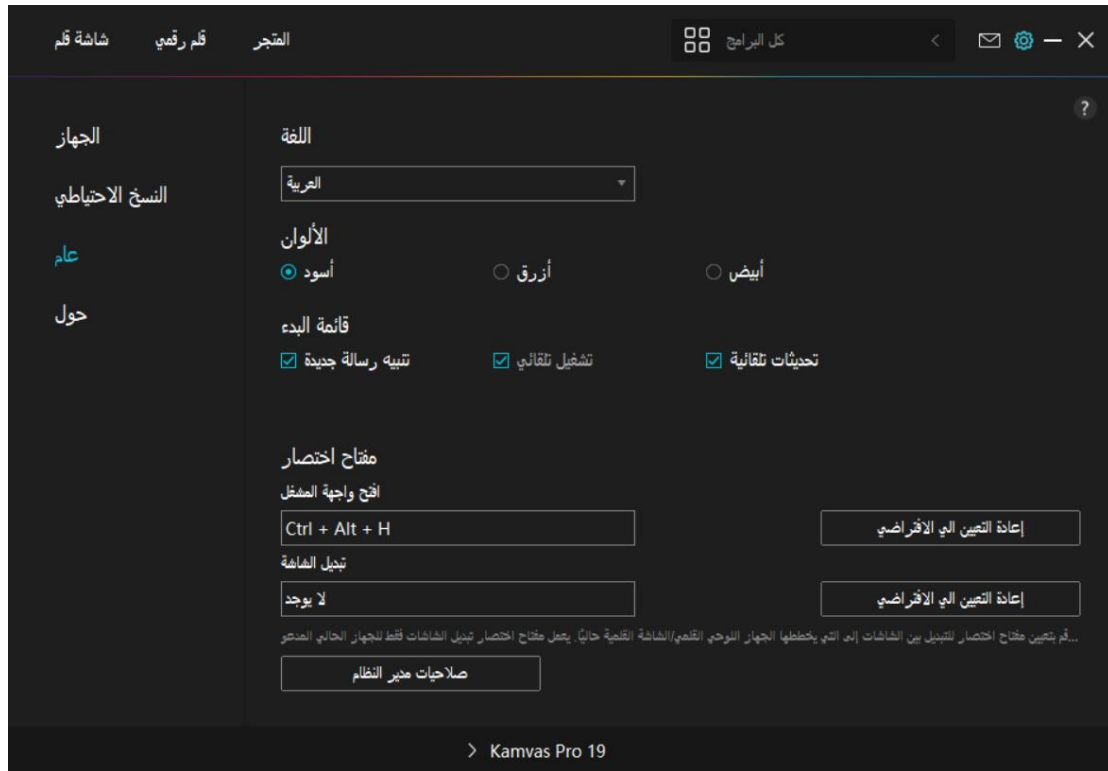 شاشة قلم
قلم رقمي
المتجر
كل البرامج
الجهاز
النسخ الاحتياطي
عام
حول
?
اللغة
العربية
الألوان
أسود
أزرق
أبيض
قائمة البدء
تنبيه رسالة جديدة
تشغيل تلقائي
تحديثات تلقائية
مفتاح اختصار
افتح واجهة المشغل
Ctrl + Alt + H
إعادة التعين الي الافتراضي
تبديل الشاشة
لا يوجد
إعادة التعين الي الافتراضي
قم بتعيين مفتاح اختصار للتبديل بين الشاشات إلى التي يخططها الجهاز اللوحي القلمي/الشاشة القلمية حاليًا. يعمل مفتاح اختصار تبديل الشاشات فقط للجهاز الحالي المدعو...
صلاحيات مدير النظام
Kamvas Pro 19